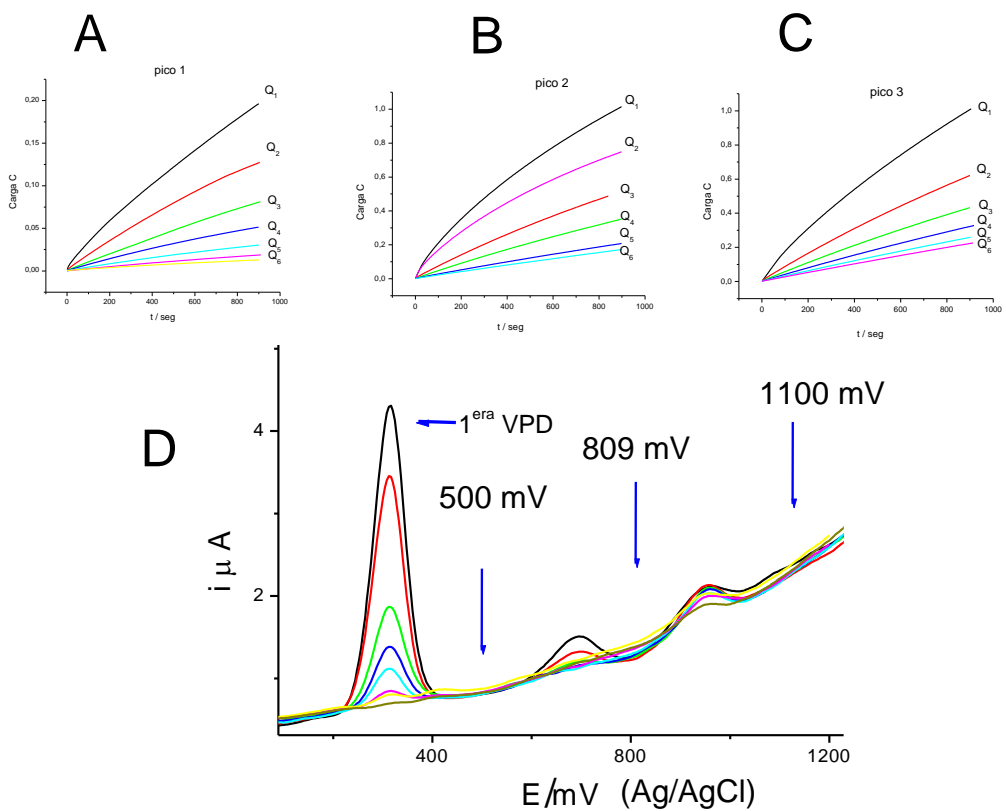 A
B
C
pico 1
pico 2
pico 3
Carga C
0,20
0,15
0,10
0,05
0,00
0 200 400 600 800 1000
t / seg
Q1
Q2
Q3
Q4
Q5
Q6
Carga C
1,0
0,8
0,6
0,4
0,2
0,0
0 200 400 600 800 1000
t / seg
Q1
Q2
Q3
Q4
Q5
Q6
Carga C
1,0
0,8
0,6
0,4
0,2
0,0
0 200 400 600 800 1000
t / seg
Q1
Q2
Q3
Q4
Q5
Q6
D
1era VPD
500 mV
809 mV
1100 mV
i μ A
4
2
400 800 1200
E/mV (Ag/AgCl)